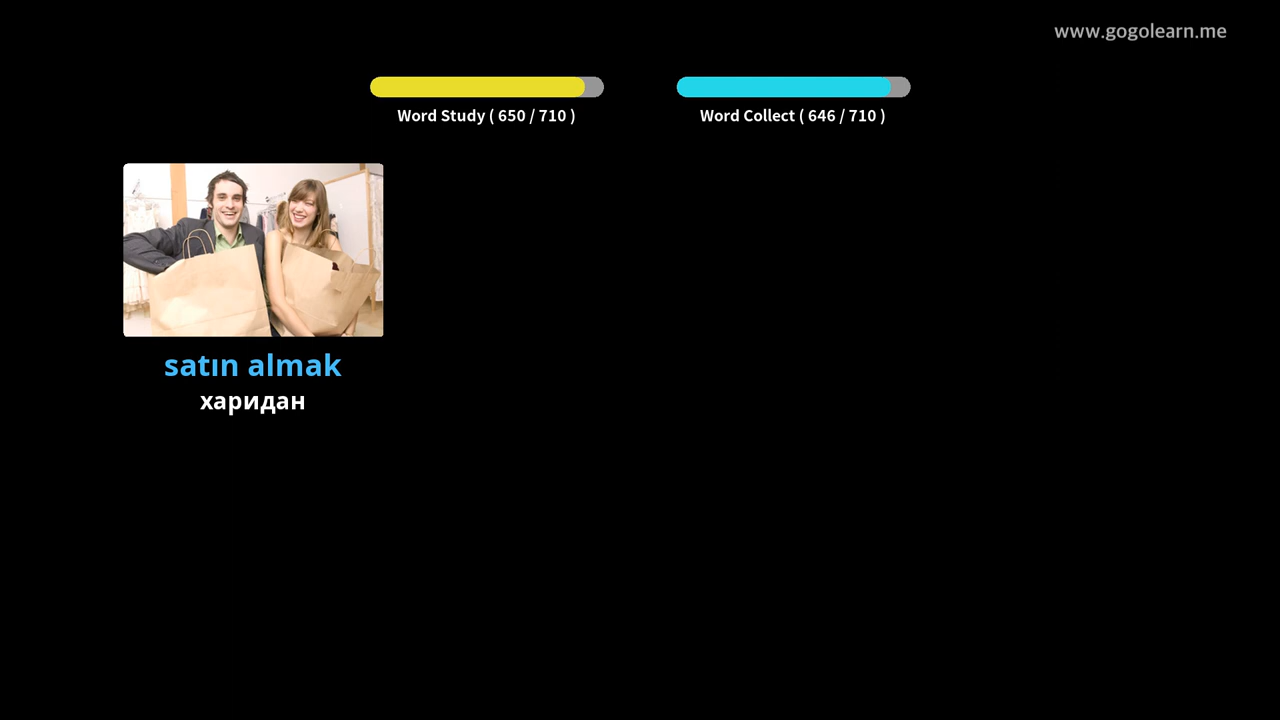 www.gogolearn.me
Word Study ( 650 / 710 )
Word Collect ( 646 / 710 )
satın almak
харидан